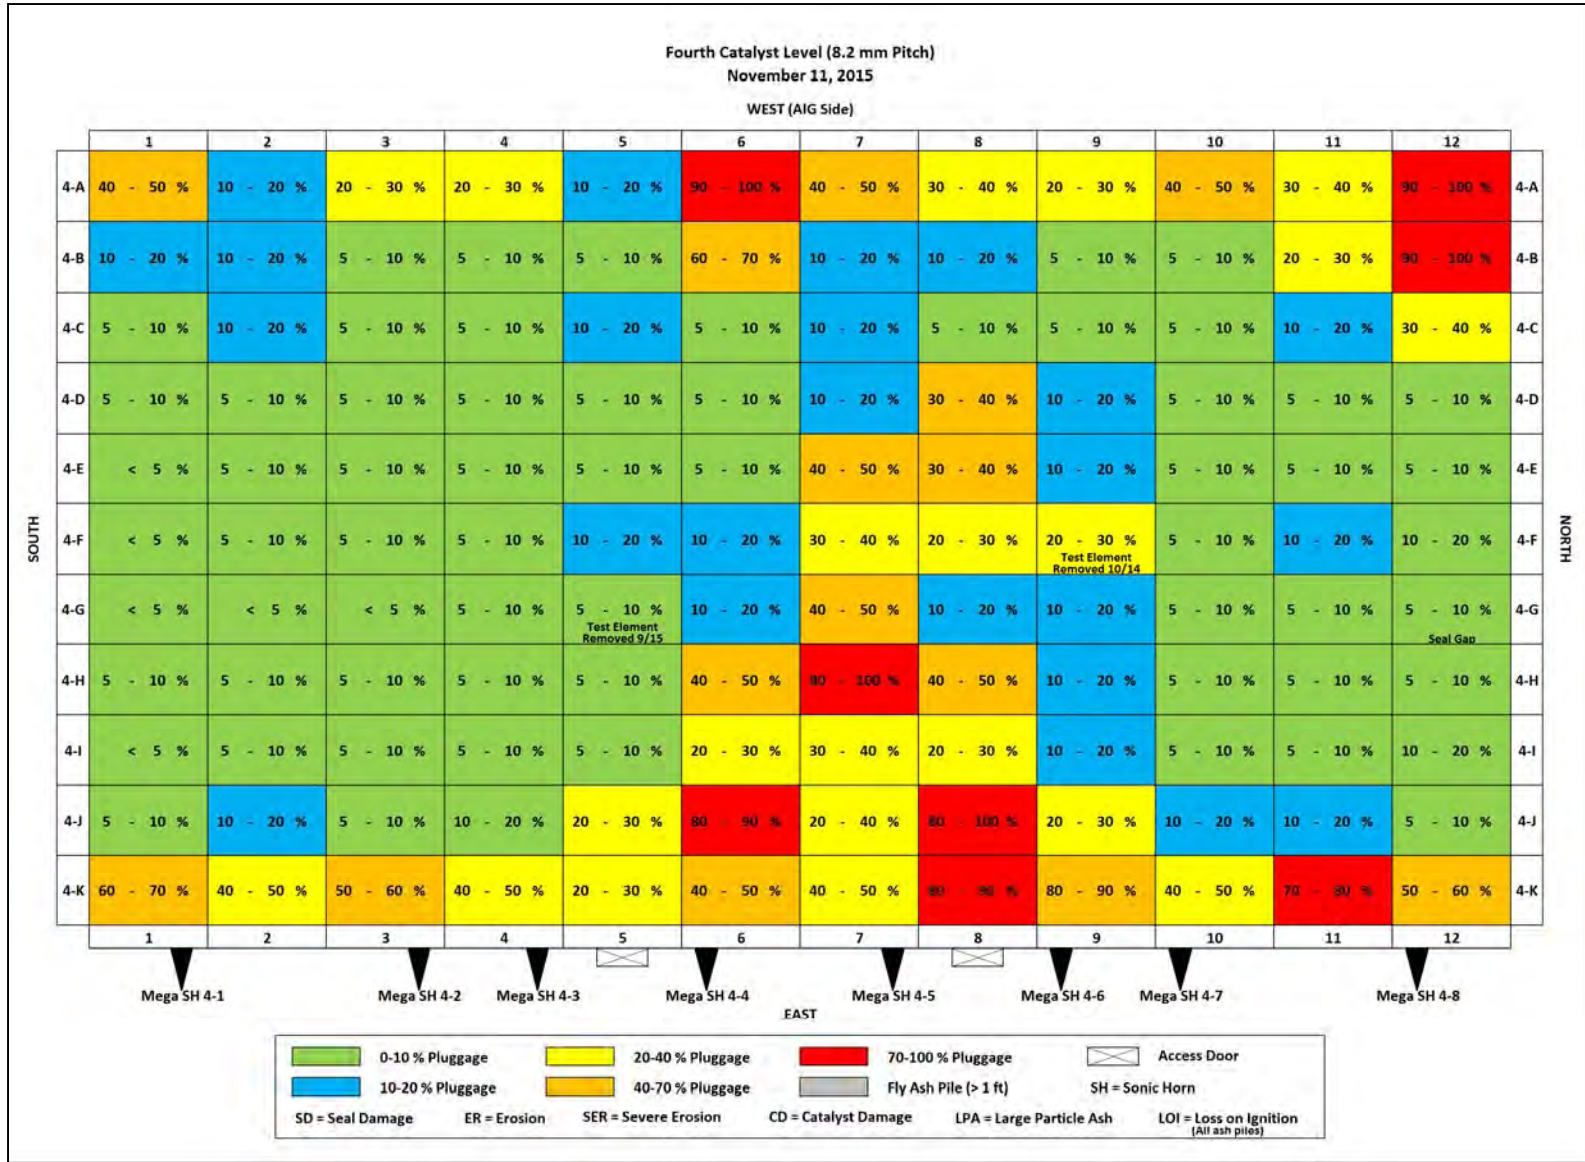 Fourth Catalyst Level (8.2 mm Pitch)
November 11, 2015
WEST (AIG Side)
1 2 3 4 5 6 7 8 9 10 11 12
4-A 40 - 50 % 10 - 20 % 20 - 30 % 20 - 30 % 10 - 20 % 90 - 100 % 40 - 50 % 30 - 40 % 20 - 30 % 40 - 50 % 30 - 40 % 90 - 100 % 4-A
4-B 10 - 20 % 10 - 20 % 5 - 10 % 5 - 10 % 5 - 10 % 60 - 70 % 10 - 20 % 10 - 20 % 5 - 10 % 5 - 10 % 20 - 30 % 90 - 100 % 4-B
4-C 5 - 10 % 10 - 20 % 5 - 10 % 5 - 10 % 10 - 20 % 5 - 10 % 10 - 20 % 5 - 10 % 5 - 10 % 5 - 10 % 10 - 20 % 30 - 40 % 4-C
4-D 5 - 10 % 5 - 10 % 5 - 10 % 5 - 10 % 5 - 10 % 5 - 10 % 10 - 20 % 30 - 40 % 10 - 20 % 5 - 10 % 5 - 10 % 5 - 10 % 4-D
4-E < 5 % 5 - 10 % 5 - 10 % 5 - 10 % 5 - 10 % 5 - 10 % 40 - 50 % 30 - 40 % 10 - 20 % 5 - 10 % 5 - 10 % 5 - 10 % 4-E
SOUTH
NORTH
4-F < 5 % 5 - 10 % 5 - 10 % 5 - 10 % 10 - 20 % 10 - 20 % 30 - 40 % 20 - 30 % 20 - 30 % 5 - 10 % 10 - 20 % 10 - 20 % 4-F
Test Element
Removed 10/14
4-G < 5 % < 5 % < 5 % 5 - 10 % 5 - 10 % 10 - 20 % 40 - 50 % 10 - 20 % 10 - 20 % 5 - 10 % 5 - 10 % 5 - 10 % 4-G
Test Element
Removed 9/15
Seal Gap
4-H 5 - 10 % 5 - 10 % 5 - 10 % 5 - 10 % 5 - 10 % 40 - 50 % - 100 % 40 - 50 % 10 - 20 % 5 - 10 % 5 - 10 % 5 - 10 % 4-H
4-I < 5 % 5 - 10 % 5 - 10 % 5 - 10 % 5 - 10 % 20 - 30 % 30 - 40 % 20 - 30 % 10 - 20 % 5 - 10 % 5 - 10 % 10 - 20 % 4-I
4-J 5 - 10 % 10 - 20 % 5 - 10 % 10 - 20 % 20 - 30 % 80 - 90 % 20 - 40 % - 100 % 20 - 30 % 10 - 20 % 10 - 20 % 5 - 10 % 4-J
4-K 60 - 70 % 40 - 50 % 50 - 60 % 40 - 50 % 20 - 30 % 40 - 50 % 40 - 50 % 80 - 90 % 80 - 90 % 40 - 50 % 70 - 80 % 50 - 60 % 4-K
1 2 3 4 5 6 7 8 9 10 11 12
Mega SH 4-1 Mega SH 4-2 Mega SH 4-3 Mega SH 4-4 Mega SH 4-5 Mega SH 4-6 Mega SH 4-7 Mega SH 4-8
EAST
0-10 % Pluggage 20-40 % Pluggage 70-100 % Pluggage Access Door
10-20 % Pluggage 40-70 % Pluggage Fly Ash Pile (> 1 ft) SH = Sonic Horn
SD = Seal Damage ER = Erosion SER = Severe Erosion CD = Catalyst Damage LPA = Large Particle Ash LOI = Loss on Ignition
(All ash piles)